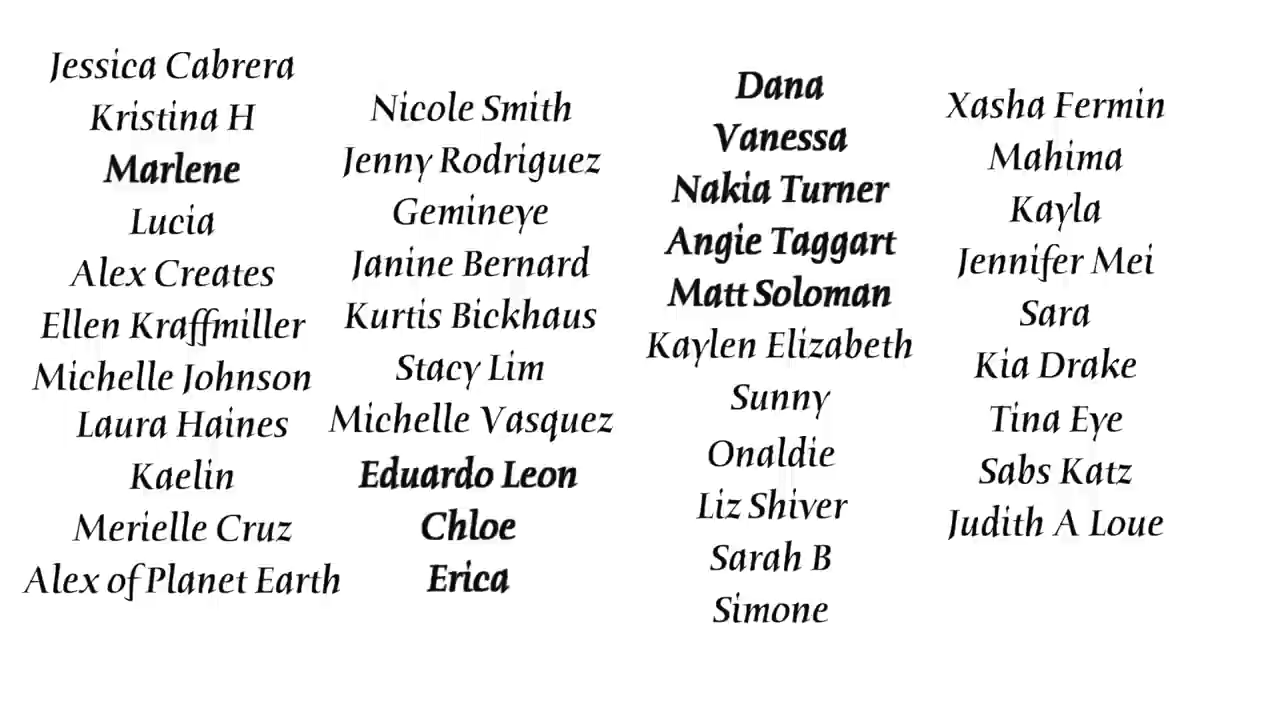 Jessica Cabrera
Kristina H
Marlene
Lucia
Alex Creates
Ellen Kraffmiller
Michelle Johnson
Laura Haines
Kaelin
Merielle Cruz
Alex of Planet Earth
Nicole Smith
Jenny Rodriguez
Gemineye
Janine Bernard
Kurtis Bickhaus
Stacy Lim
Michelle Vasquez
Eduardo Leon
Chloe
Erica
Dana
Vanessa
Nakia Turner
Angie Taggart
Matt Soloman
Kaylen Elizabeth
Sunny
Onaldie
Liz Shiver
Sarah B
Simone
Xasha Fermin
Mahima
Kayla
Jennifer Mei
Sara
Kia Drake
Tina Eye
Sabs Katz
Judith A Loue